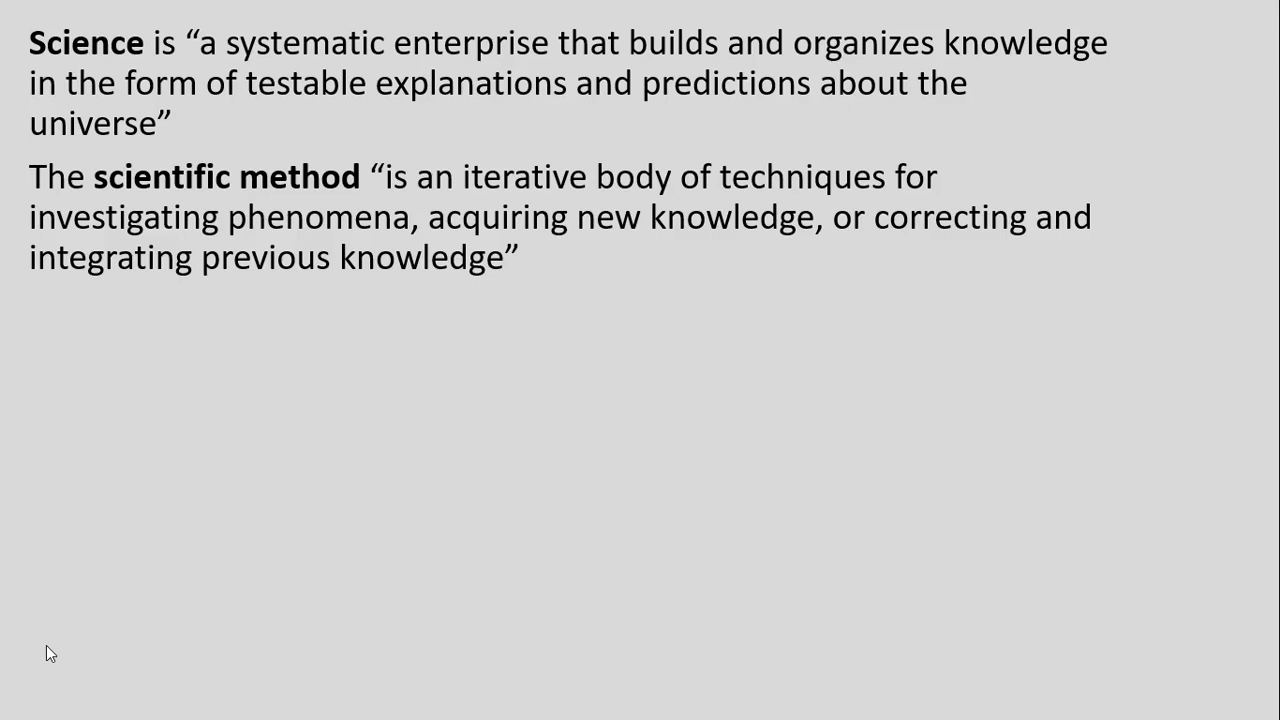 Science is “a systematic enterprise that builds and organizes knowledge
in the form of testable explanations and predictions about the
universe”
The scientific method “is an iterative body of techniques for
investigating phenomena, acquiring new knowledge, or correcting and
integrating previous knowledge”